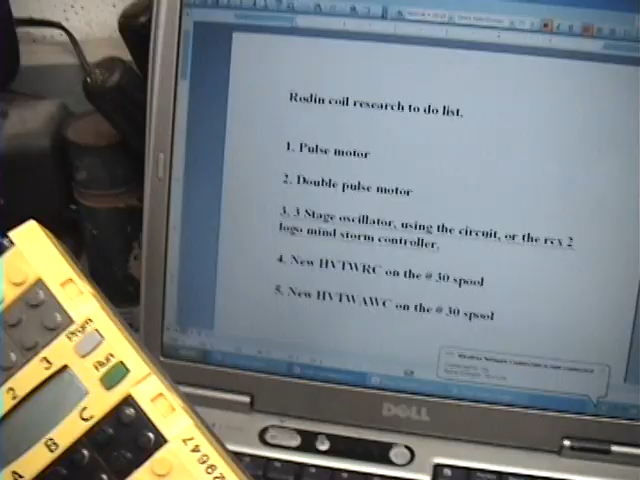 Rodin coil research to do list.
1. Pulse motor
2. Double pulse motor
3. 3 Stage oscillator, using the circuit, or the rcx 2
logo mind storm controller.
4. New HVTWRC on the # 30 spool
5. New HVTWAWC on the # 30 spool
DELL
Prgm
Run
2
3
A
B
C
29647